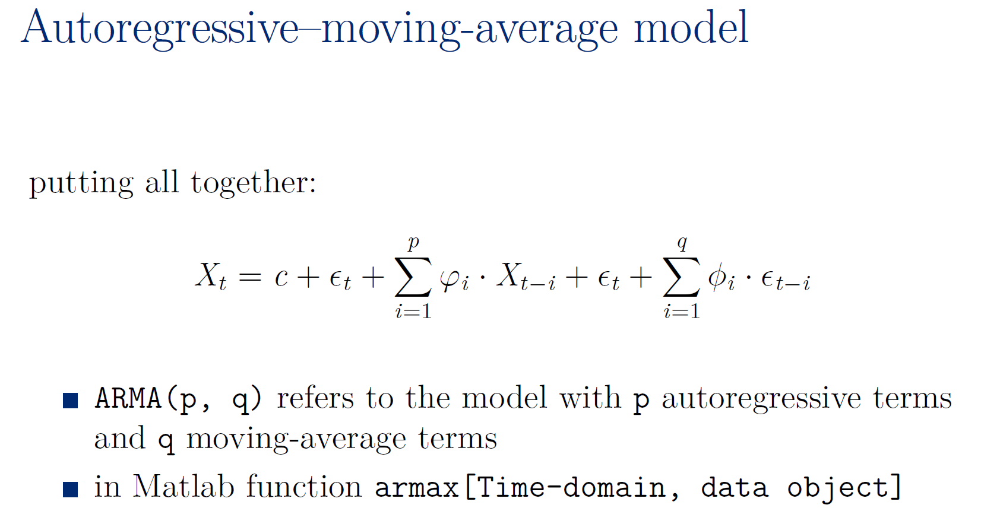 Autoregressive–moving-average model
putting all together:
$X_t = c + \epsilon_t + \sum_{i=1}^{p} \varphi_i \cdot X_{t-i} + \epsilon_t + \sum_{i=1}^{q} \phi_i \cdot \epsilon_{t-i}$
■ ARMA(p, q) refers to the model with p autoregressive terms
and q moving-average terms
■ in Matlab function armax[Time-domain, data object]